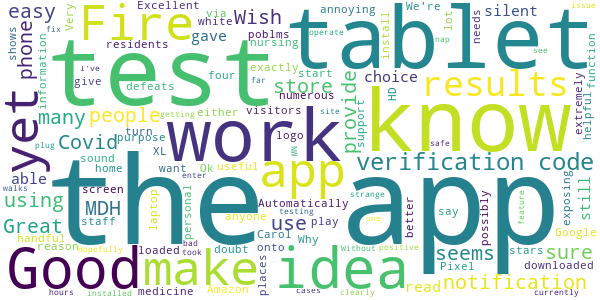 Very
annoying
We're
Excellent
via
Wish
silent
issue
fix
white
lot
shows
easy
Fire
gave
poblms
install
needs
see
tablet
phone
residents
nursing
operate
nap
I've
give
four
start
exactly
far
information
defeats
test
store
choice
HD
extremely
function
yet
numerous
results
many
people
visitors
either
provide
support
know
helpful
purpose
turn
logo
site
plug
getting
work
safe
Covid
able
XL
Ok
useful
MN
verification code
sound
home
want
enter
using
screen
laptop
app
Automatically
testing
strange
use
feature
still
Great
MDH
staff
personal
anyone
use
play
better
say
possibly
exposing
the app
reason
handful
Carol
Why
onto
stars
Google
walks
hopefully
bad
took
loaded
doubt
places
Without
positive
seems
sure
Pixel
downloaded
Good
make
idea
notification
medicine
Amazon
read
hours
installed
cases
clearly
currently